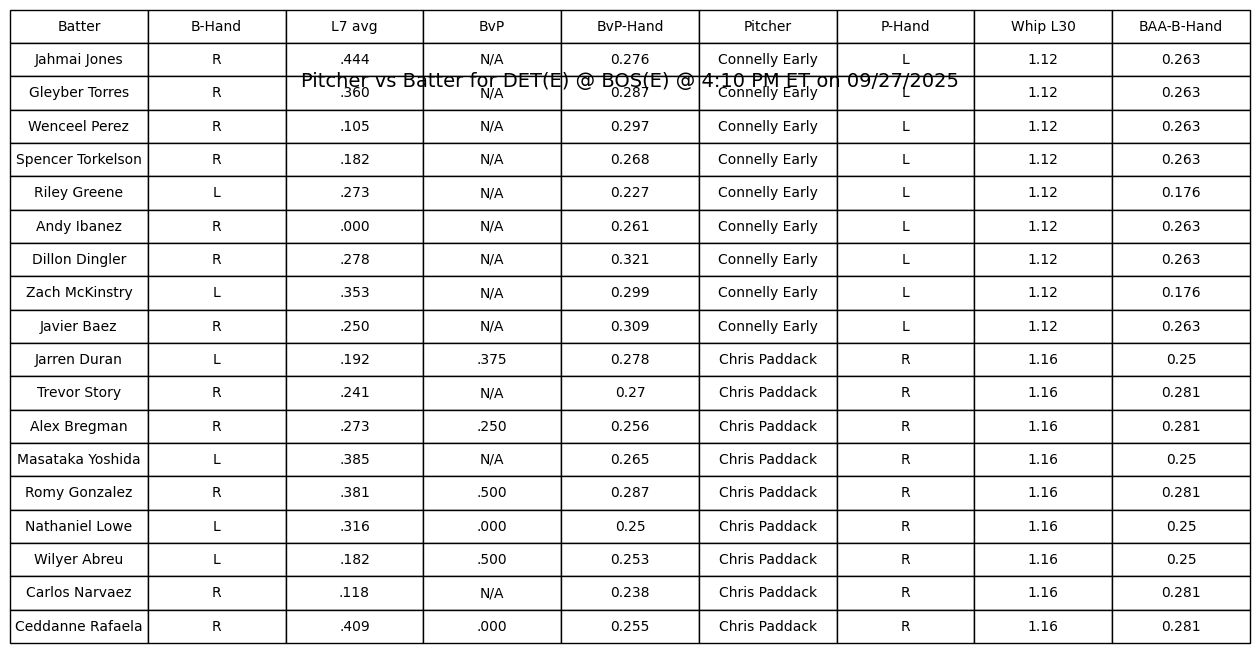 Batter B-Hand L7 avg BvP BvP-Hand Pitcher P-Hand Whip L30 BAA-B-Hand
Jahmai Jones R .444 N/A 0.276 Connelly Early L 1.12 0.263
Pitcher vs Batter for DET(E) @ BOS(E) @ 4:10 PM ET on 09/27/2025
Gleyber Torres R .360 N/A 0.287 Connelly Early L 1.12 0.263
Wenceel Perez R .105 N/A 0.297 Connelly Early L 1.12 0.263
Spencer Torkelson R .182 N/A 0.268 Connelly Early L 1.12 0.263
Riley Greene L .273 N/A 0.227 Connelly Early L 1.12 0.176
Andy Ibanez R .000 N/A 0.261 Connelly Early L 1.12 0.263
Dillon Dingler R .278 N/A 0.321 Connelly Early L 1.12 0.263
Zach McKinstry L .353 N/A 0.299 Connelly Early L 1.12 0.176
Javier Baez R .250 N/A 0.309 Connelly Early L 1.12 0.263
Jarren Duran L .192 .375 0.278 Chris Paddack R 1.16 0.25
Trevor Story R .241 N/A 0.27 Chris Paddack R 1.16 0.281
Alex Bregman R .273 .250 0.256 Chris Paddack R 1.16 0.281
Masataka Yoshida L .385 N/A 0.265 Chris Paddack R 1.16 0.25
Romy Gonzalez R .381 .500 0.287 Chris Paddack R 1.16 0.281
Nathaniel Lowe L .316 .000 0.25 Chris Paddack R 1.16 0.25
Wilyer Abreu L .182 .500 0.253 Chris Paddack R 1.16 0.25
Carlos Narvaez R .118 N/A 0.238 Chris Paddack R 1.16 0.281
Ceddanne Rafaela R .409 .000 0.255 Chris Paddack R 1.16 0.281